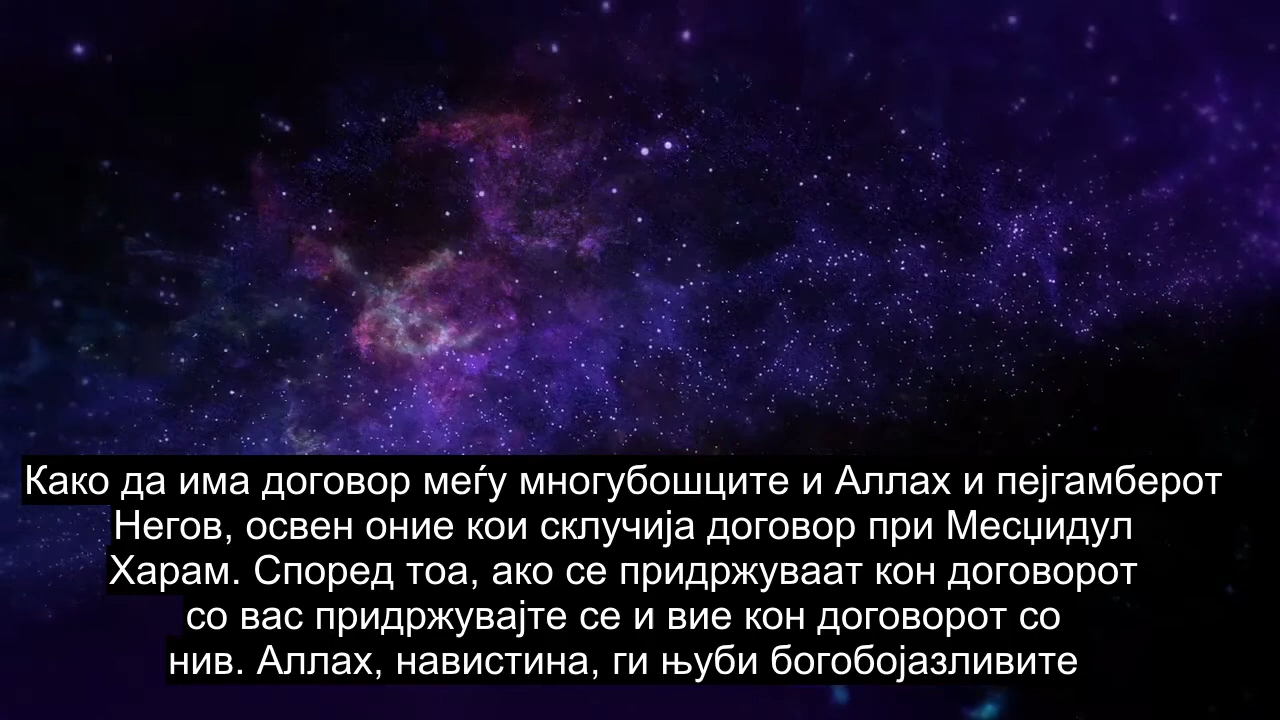 Како да има договор меѓу многубошците и Аллах и пејгамберот
Негов, освен оние кои склучија договор при Месџидул
Харам. Според тоа, ако се придржуваат кон договорот
со вас придржувајте се и вие кон договорот со
нив. Аллах, навистина, ги њуби богобојазливите